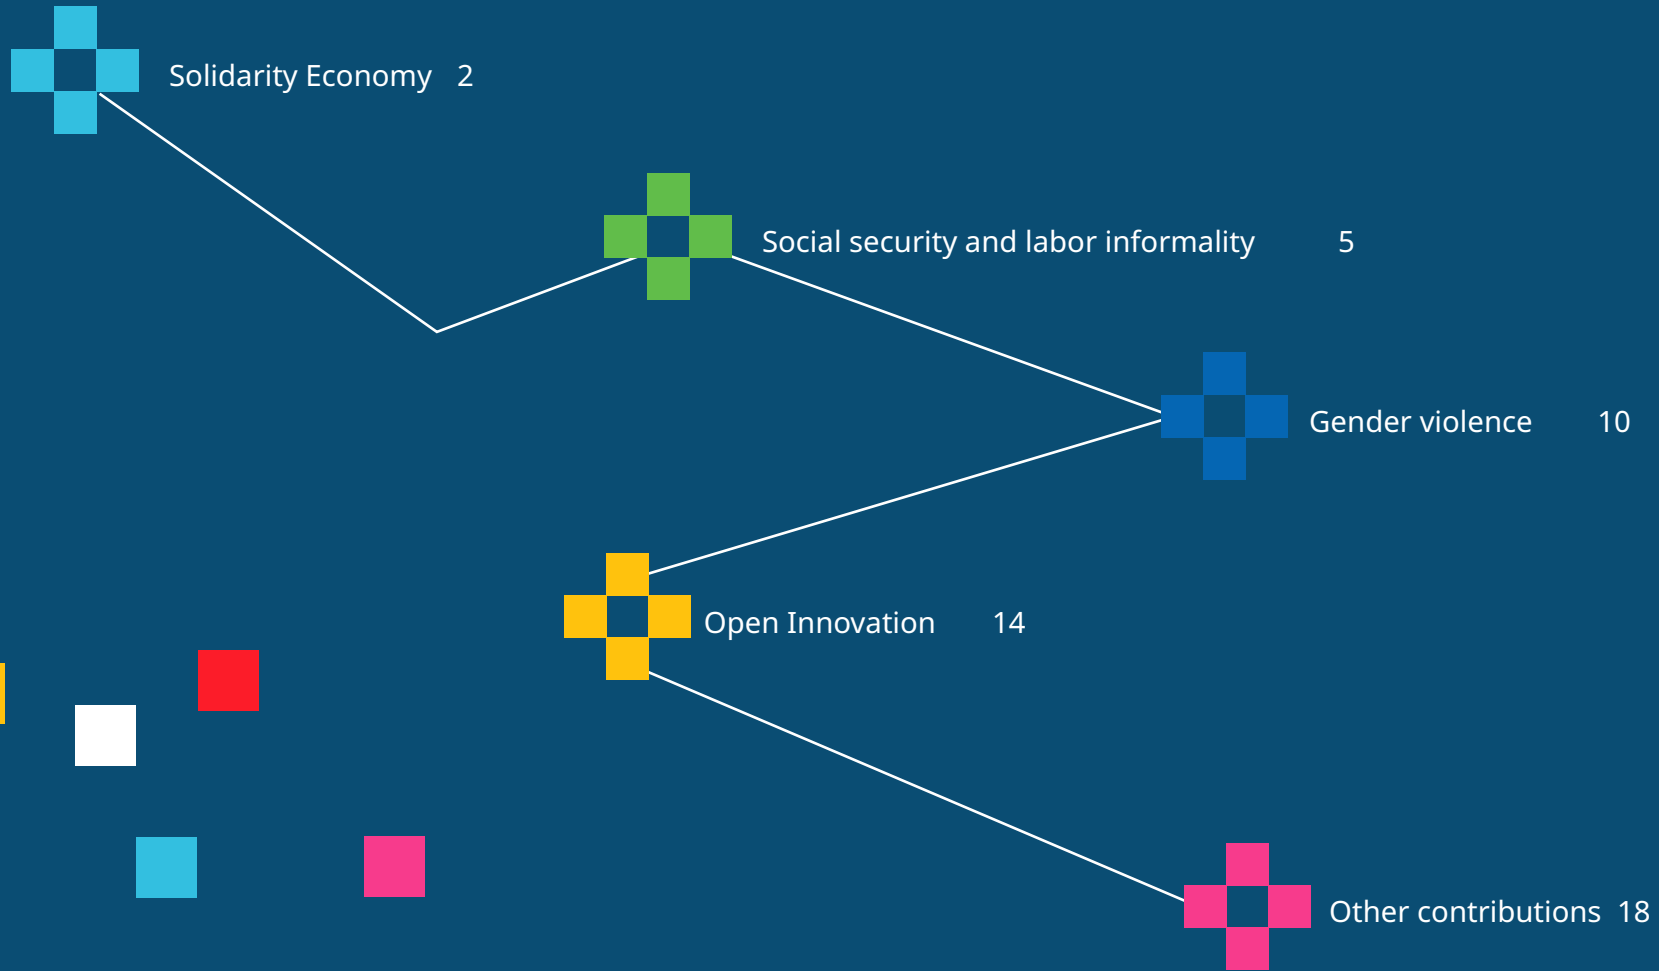 Solidarity Economy 2
Social security and labor informality 5
Gender violence 10
Open Innovation 14
Other contributions 18